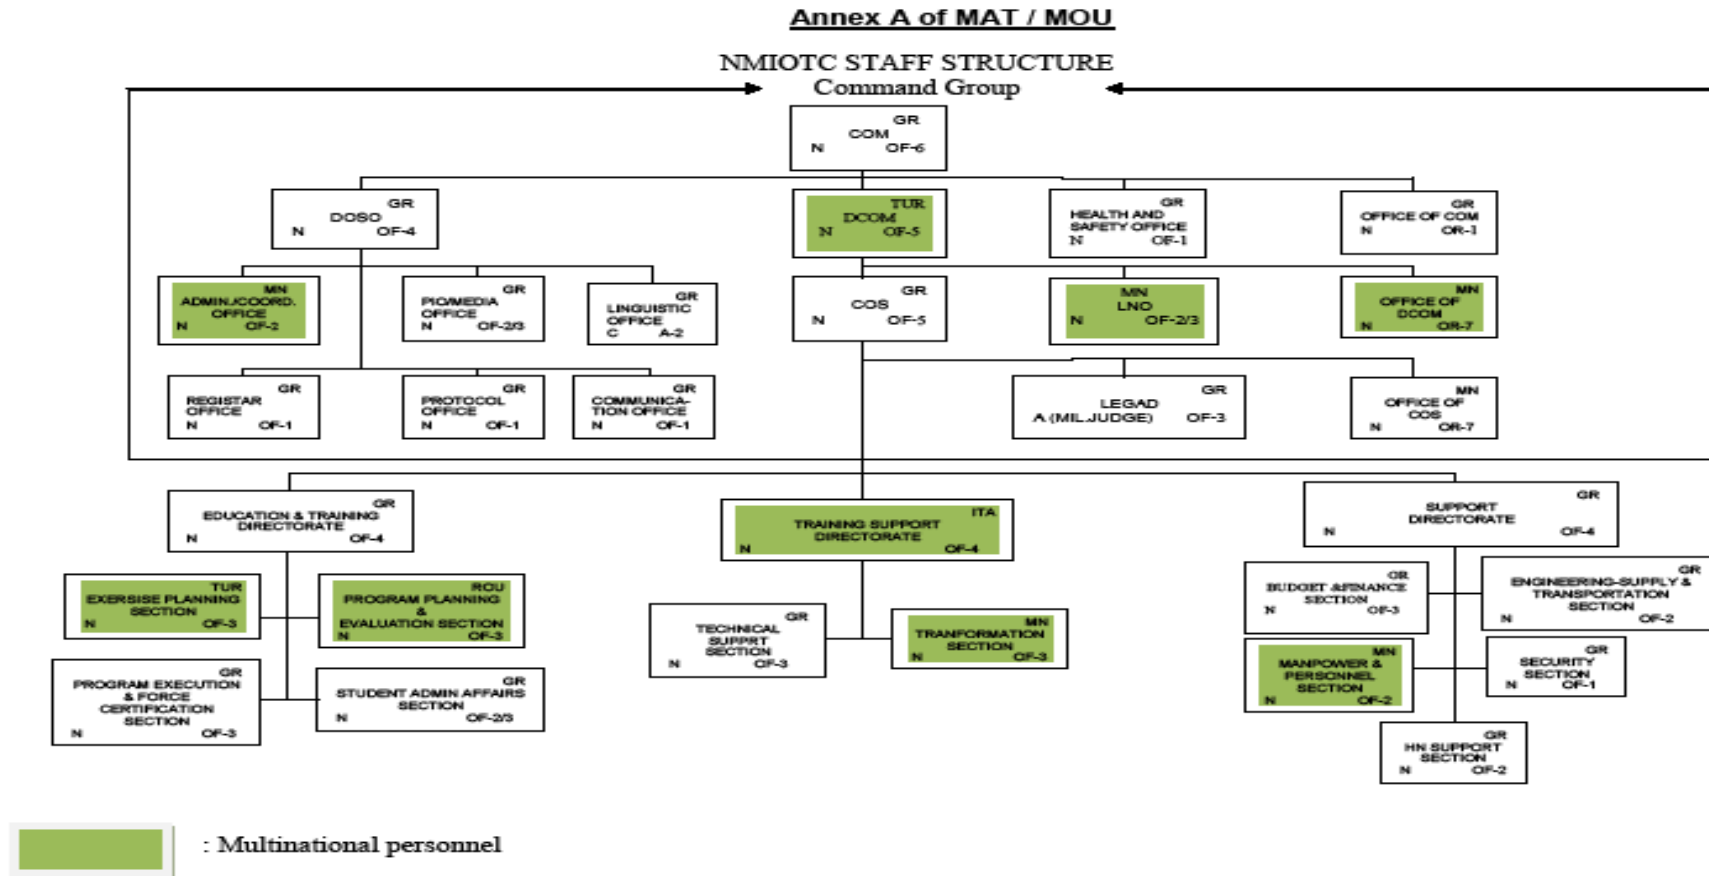 Annex A of MAT / MOU
NMIOTC STAFF STRUCTURE
Command Group
GR
COM
N OF-6
GR
DOSO
N OF-4
TUR
DCOM
N OF-5
GR
HEALTH AND
SAFETY OFFICE
N OF-1
GR
OFFICE OF COM
N OR-1
MN
ADMIN./COORD.
OFFICE
N OF-2
GR
PIO/MEDIA
OFFICE
N OF-2/3
GR
LINGUISTIC
OFFICE
C A-2
GR
COS
N OF-5
MN
LNO
N OF-2/3
MN
OFFICE OF
DCOM
N OR-7
GR
REGISTAR
OFFICE
N OF-1
GR
PROTOCOL
OFFICE
N OF-1
GR
COMMUNICA-
TION OFFICE
N OF-1
GR
LEGAD
A (MIL.JUDGE) OF-3
MN
OFFICE OF
COS
N OR-7
GR
EDUCATION & TRAINING
DIRECTORATE
N OF-4
ITA
TRAINING SUPPORT
DIRECTORATE
N OF-4
GR
SUPPORT
DIRECTORATE
N OF-4
TUR
EXERSISE PLANNING
SECTION
N OF-3
ROU
PROGRAM PLANNING
&
EVALUATION SECTION
N OF-3
GR
PROGRAM EXECUTION
& FORCE
CERTIFICATION
SECTION
N OF-3
GR
STUDENT ADMIN AFFAIRS
SECTION
N OF-2/3
GR
TECHNICAL
SUPPRT
SECTION
N OF-3
MN
TRANFORMATION
SECTION
N OF-3
GR
BUDGET &FINANCE
SECTION
N OF-3
GR
ENGINEERING-SUPPLY &
TRANSPORTATION
SECTION
N OF-2
MN
MANPOWER &
PERSONNEL
SECTION
N OF-2
GR
SECURITY
SECTION
N OF-1
GR
HN SUPPORT
SECTION
N OF-2
: Multinational personnel